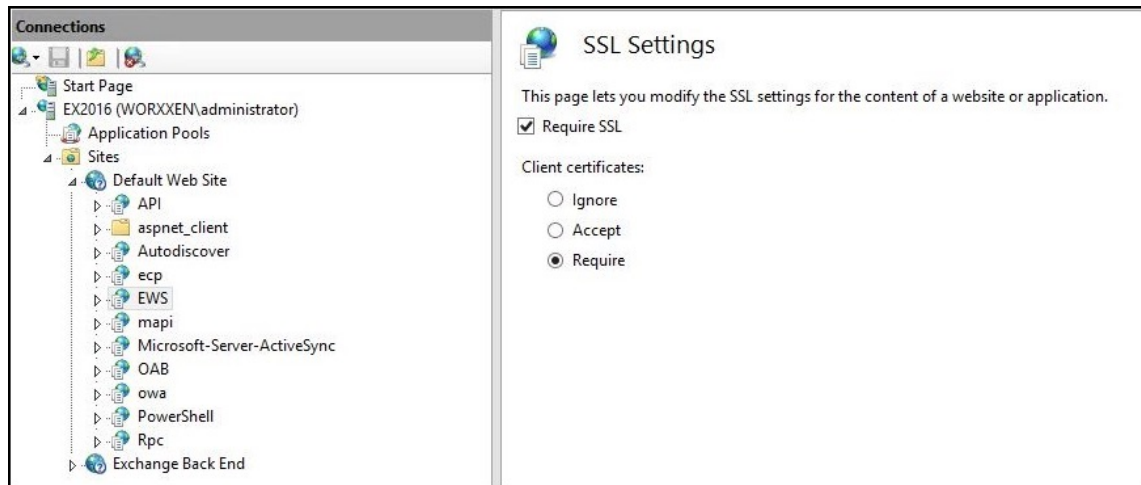 Connections
Start Page
EX2016 (WORXXEN\administrator)
Application Pools
Sites
Default Web Site
API
aspnet_client
Autodiscover
ecp
EWS
mapi
Microsoft-Server-ActiveSync
OAB
owa
PowerShell
Rpc
Exchange Back End
SSL Settings
This page lets you modify the SSL settings for the content of a website or application.
Require SSL
Client certificates:
Ignore
Accept
Require